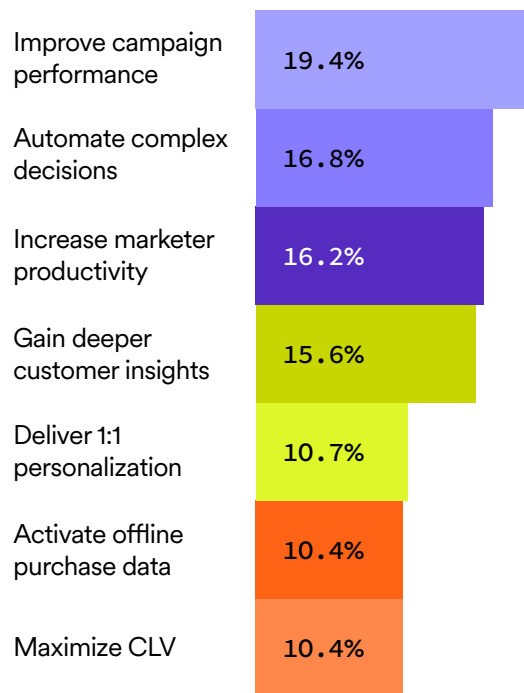 Improve campaign
performance
19.4%
Automate complex
decisions
16.8%
Increase marketer
productivity
16.2%
Gain deeper
customer insights
15.6%
Deliver 1:1
personalization
10.7%
Activate offline
purchase data
10.4%
Maximize CLV
10.4%